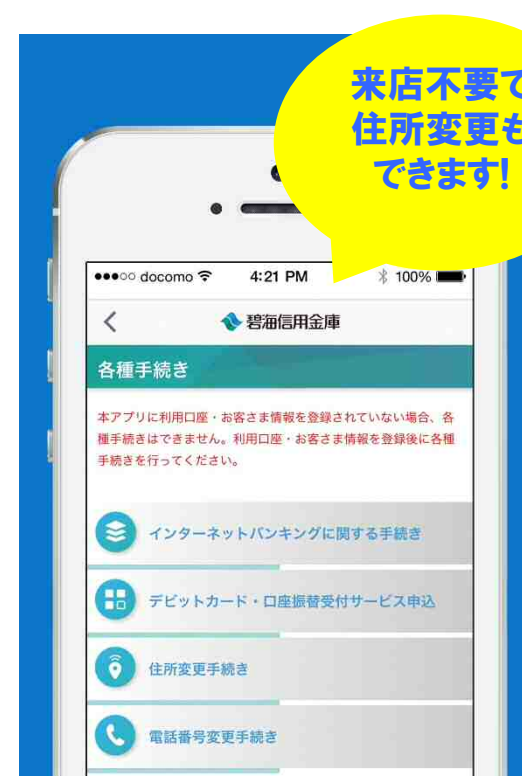 来店不要で
住所変更も
できます!
docomo 4:21 PM 100%
碧海信用金庫
各種手続き
本アプリに利用口座・お客さま情報を登録されていない場合、各
種手続きはできません。利用口座・お客さま情報を登録後に各種
手続きを行ってください。
インターネットバンキングに関する手続き
デビットカード・口座振替受付サービス申込
住所変更手続き
電話番号変更手続き